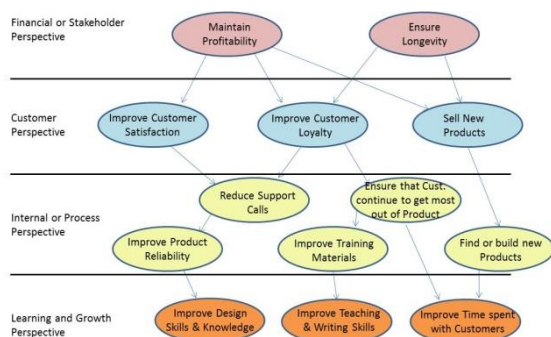 Financial or Stakeholder
Perspective
Maintain
Profitability
Ensure
Longevity
Customer
Perspective
Improve Customer
Satisfaction
Improve Customer
Loyalty
Sell New
Products
Internal or Process
Perspective
Reduce Support
Calls
Ensure that Cust.
continue to get most
out of Product
Improve Product
Reliability
Improve Training
Materials
Find or build new
Products
Learning and Growth
Perspective
Improve Design
Skills & Knowledge
Improve Teaching
& Writing Skills
Improve Time spent
with Customers